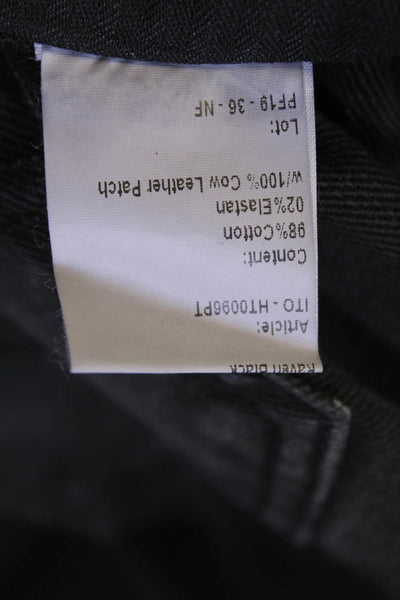 Raven Black
Article:
ITO - HT0096PT
Content:
98%Cotton
02%Elastan
w/100% Cow Leather Patch
Lot:
PF19 - 36 - NF